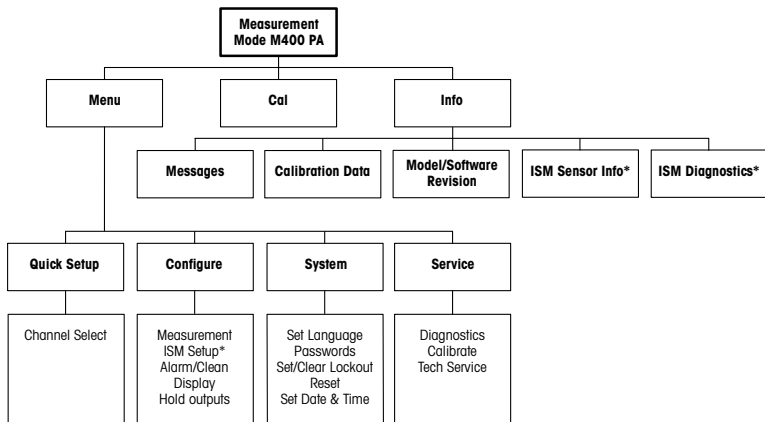 Measurement
Mode M400 PA
Menu
Cal
Info
Messages
Calibration Data
Model/Software
Revision
ISM Sensor Info*
ISM Diagnostics*
Quick Setup
Configure
System
Service
Channel Select
Measurement
ISM Setup*
Alarm/Clean
Display
Hold outputs
Set Language
Passwords
Set/Clear Lockout
Reset
Set Date & Time
Diagnostics
Calibrate
Tech Service